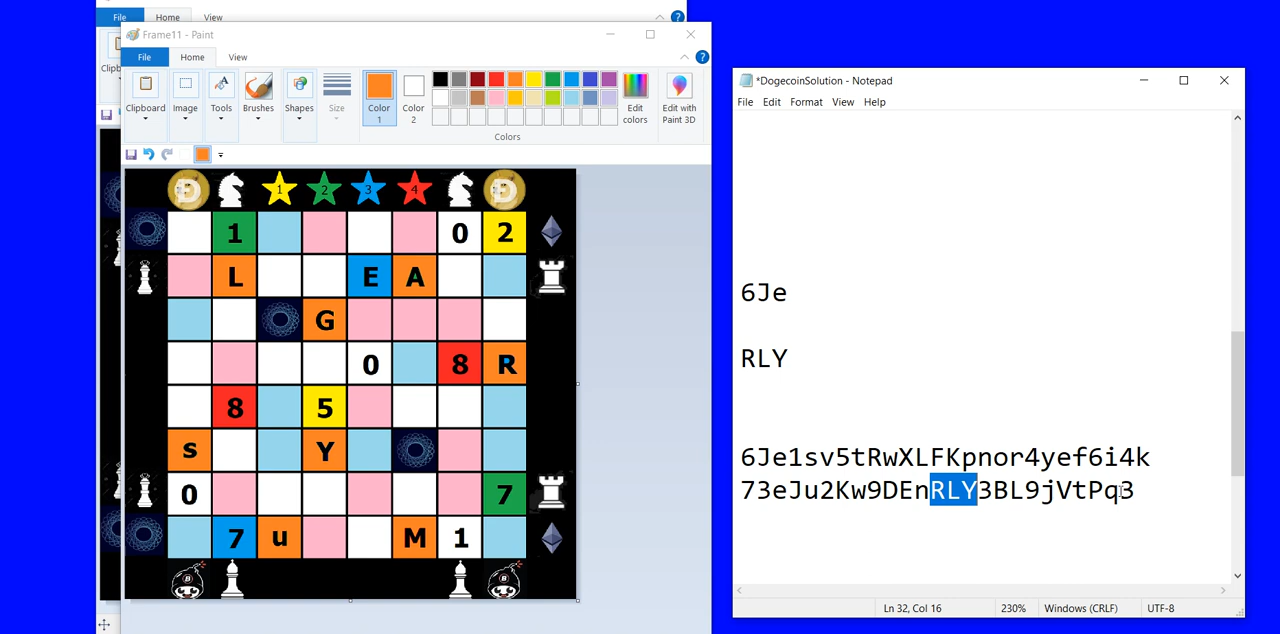 File Home View
Frame11 - Paint
File Home View
Clipboard Image Tools Brushes Shapes Size Color 1 Color 2 Edit colors Edit with Paint 3D
Colors
1 2 3 4
1 0 2
L E A
G
0 8 R
8 5
s Y
0 7
7 u M 1
*DogecoinSolution - Notepad
File Edit Format View Help
6Je
RLY
6Je1sv5tRwXLFKpnor4yef6i4k
73eJu2Kw9DEnRLY3BL9jVtPq3
Ln 32, Col 16 230% Windows (CRLF) UTF-8